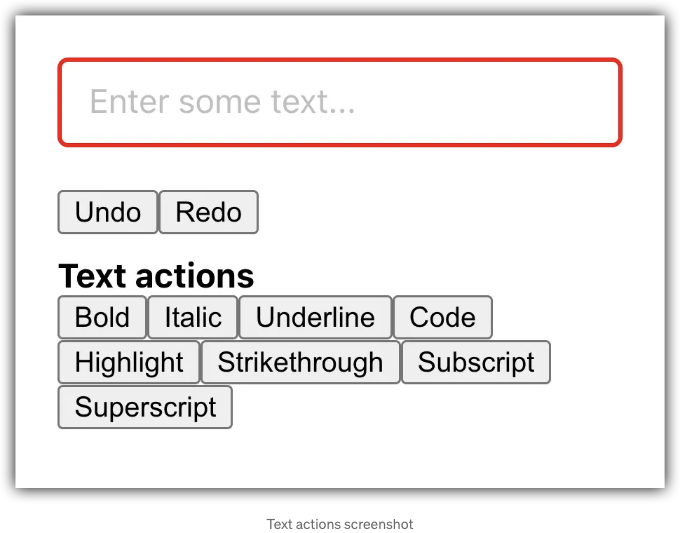 Enter some text...
Undo Redo
Text actions
Bold Italic Underline Code
Highlight Strikethrough Subscript
Superscript
Text actions screenshot